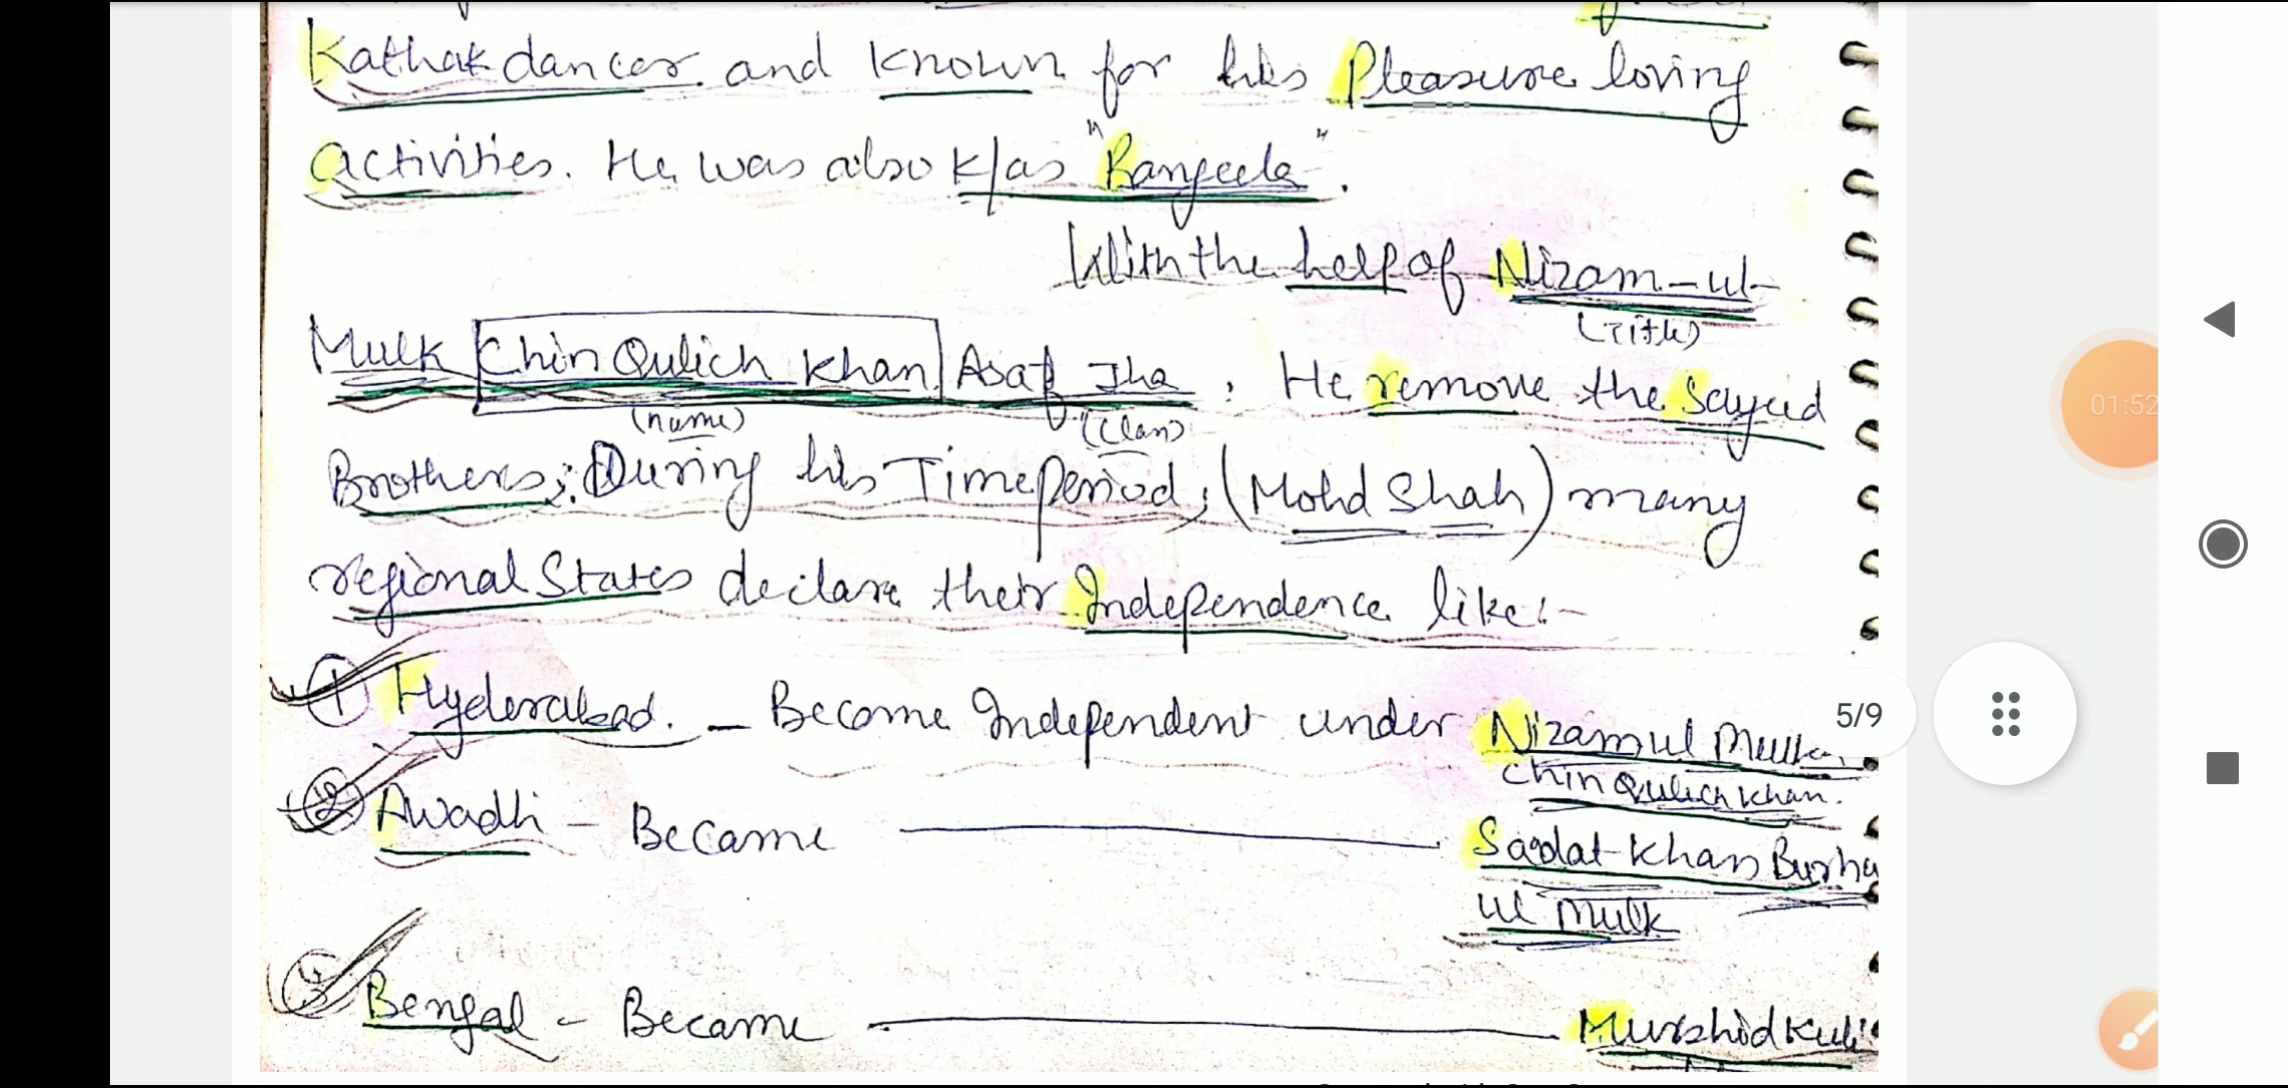 Kathak dancer and known for his Pleasure loving
activities. He was also k/as "Rangeela".
With the help of Nizam-ul-
(Title)
Mulk Chin Qulich Khan Asaf Jha. He remove the Sayeed
(name) (Clan)
Brothers; During his Time period, (Mohd Shah) many
regional States declare their Independence like:-
① Hyderabad. - Become Independent under Nizam ul Mulk
Chin Qulich Khan.
② Awadh - Became Saadat Khan Burha
ul Mulk
③ Bengal - Became Murshid Kuli
01:52
5/9